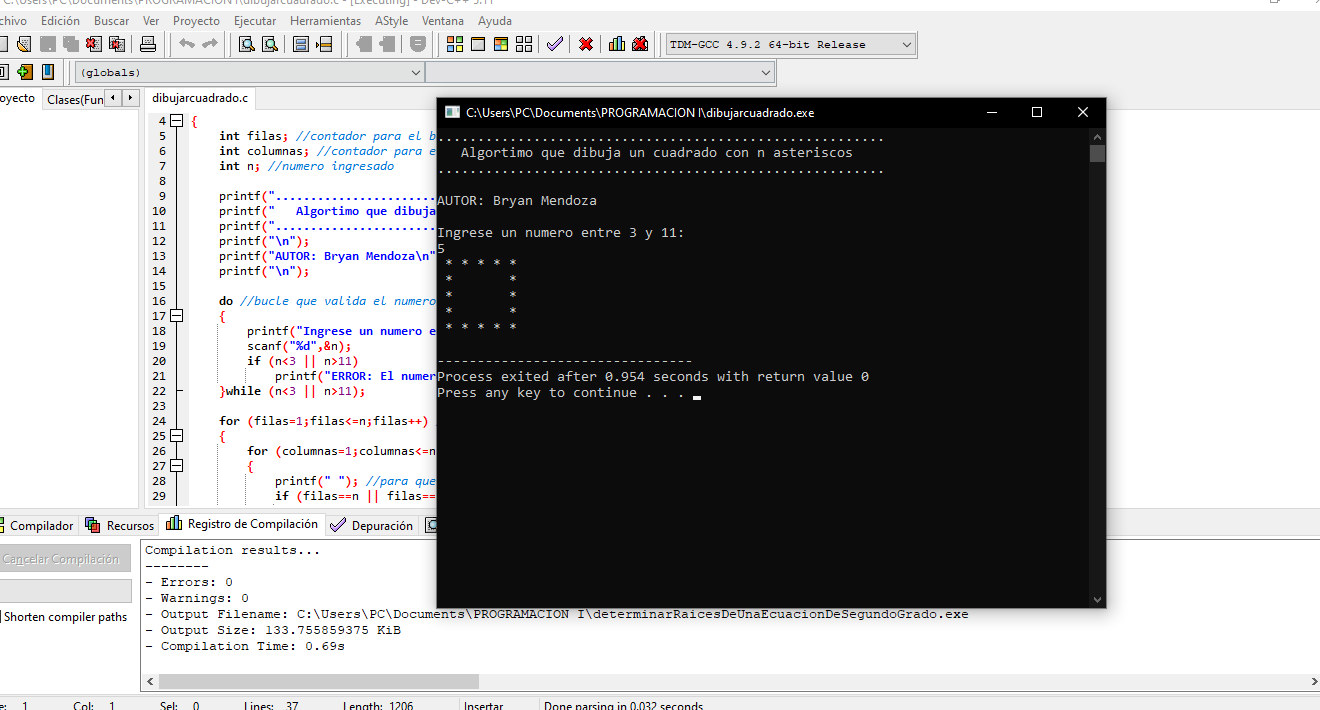 C:\Users\PC\Documents\PROGRAMACION I\dibujarcuadrado.c - [Executing] - Dev-C++ 5.11
chivo Edición Buscar Ver Proyecto Ejecutar Herramientas AStyle Ventana Ayuda
TDM-GCC 4.9.2 64-bit Release
(globals)
oyecto Clases(Fun dibujarcuadrado.c
4 {
5 int filas; //contador para el b
6 int columnas; //contador para e
7 int n; //numero ingresado
8
9 printf(".......................
10 printf("   Algortimo que dibuja
11 printf(".......................
12 printf("\n");
13 printf("AUTOR: Bryan Mendoza\n"
14 printf("\n");
15
16 do //bucle que valida el numero
17 {
18 printf("Ingrese un numero e
19 scanf("%d",&n);
20 if (n<3 || n>11)
21 printf("ERROR: El numer
22 }while (n<3 || n>11);
23
24 for (filas=1;filas<=n;filas++)
25 {
26 for (columnas=1;columnas<=n
27 {
28 printf(" "); //para que
29 if (filas==n || filas==
C:\Users\PC\Documents\PROGRAMACION I\dibujarcuadrado.exe
........................................................
Algortimo que dibuja un cuadrado con n asteriscos
........................................................
AUTOR: Bryan Mendoza
Ingrese un numero entre 3 y 11:
5
* * * * *
*       *
*       *
*       *
* * * * *
--------------------------------
Process exited after 0.954 seconds with return value 0
Press any key to continue . . .
Compilador Recursos Registro de Compilación Depuración
Cancelar Compilación
Shorten compiler paths
Compilation results...
--------
- Errors: 0
- Warnings: 0
- Output Filename: C:\Users\PC\Documents\PROGRAMACION I\determinarRaicesDeUnaEcuacionDeSegundoGrado.exe
- Output Size: 133.755859375 KiB
- Compilation Time: 0.69s
e: 1 Col: 1 Sel: 0 Lines: 37 Length: 1206 Insertar Done parsing in 0,032 seconds